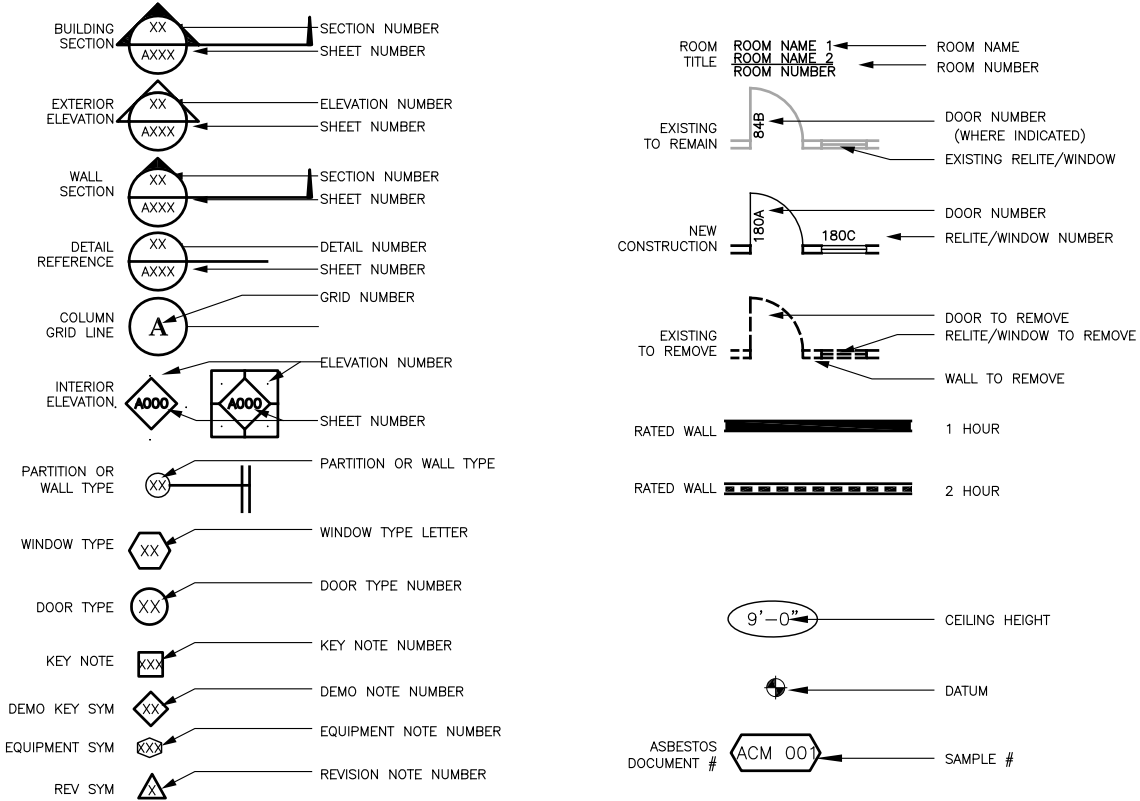 BUILDING
SECTION
XX
AXXX
SECTION NUMBER
SHEET NUMBER
EXTERIOR
ELEVATION
XX
AXXX
ELEVATION NUMBER
SHEET NUMBER
WALL
SECTION
XX
AXXX
SECTION NUMBER
SHEET NUMBER
DETAIL
REFERENCE
XX
AXXX
DETAIL NUMBER
SHEET NUMBER
COLUMN
GRID LINE
A
GRID NUMBER
INTERIOR
ELEVATION
A000
A000
ELEVATION NUMBER
SHEET NUMBER
PARTITION OR
WALL TYPE
XX
PARTITION OR WALL TYPE
WINDOW TYPE
XX
WINDOW TYPE LETTER
DOOR TYPE
XX
DOOR TYPE NUMBER
KEY NOTE
XXX
KEY NOTE NUMBER
DEMO KEY SYM
XX
DEMO NOTE NUMBER
EQUIPMENT SYM
XXX
EQUIPMENT NOTE NUMBER
REV SYM
X
REVISION NOTE NUMBER
ROOM
TITLE
ROOM NAME 1
ROOM NAME 2
ROOM NUMBER
ROOM NAME
ROOM NUMBER
EXISTING
TO REMAIN
84B
DOOR NUMBER
(WHERE INDICATED)
EXISTING RELITE/WINDOW
NEW
CONSTRUCTION
180A
180C
DOOR NUMBER
RELITE/WINDOW NUMBER
EXISTING
TO REMOVE
DOOR TO REMOVE
RELITE/WINDOW TO REMOVE
WALL TO REMOVE
RATED WALL
1 HOUR
RATED WALL
2 HOUR
9'-0"
CEILING HEIGHT
DATUM
ASBESTOS
DOCUMENT #
ACM 001
SAMPLE #